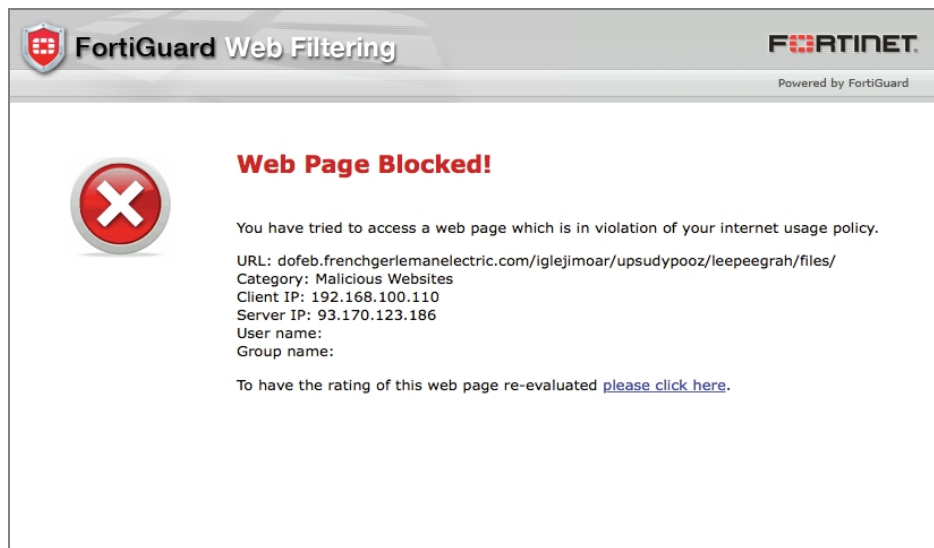 FortiGuard Web Filtering
FORTINET
Powered by FortiGuard
Web Page Blocked!
You have tried to access a web page which is in violation of your internet usage policy.
URL: dofeb.frenchgerlemanelectric.com/iglejimoar/upsudypooz/leepeegrah/files/
Category: Malicious Websites
Client IP: 192.168.100.110
Server IP: 93.170.123.186
User name:
Group name:
To have the rating of this web page re-evaluated please click here.